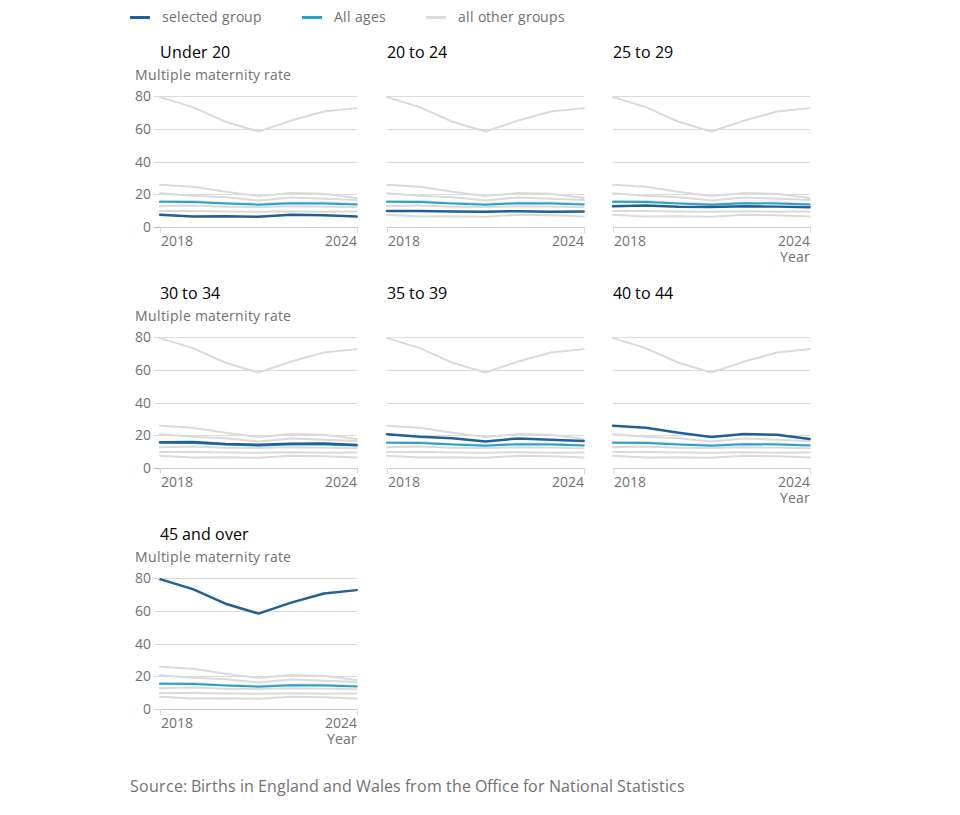 selected group All ages all other groups
Under 20 20 to 24 25 to 29
Multiple maternity rate
80
60
40
20
0
2018 2024 2018 2024 2018 2024
Year
30 to 34 35 to 39 40 to 44
Multiple maternity rate
80
60
40
20
0
2018 2024 2018 2024 2018 2024
Year
45 and over
Multiple maternity rate
80
60
40
20
0
2018 2024
Year
Source: Births in England and Wales from the Office for National Statistics